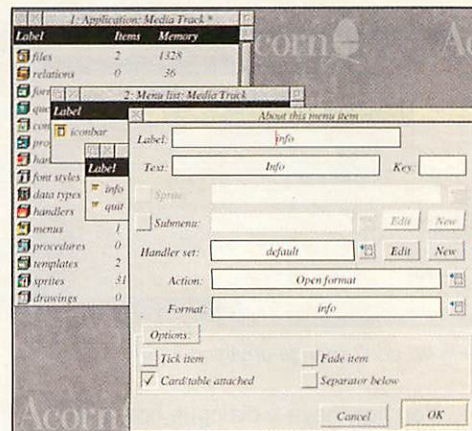 1: Application: Media Track *
Label Items Memory
files 2 1328
relations 0 36
font styles
data types
handlers
menus 1
procedures 0
templates 2
sprites 31
drawings 0
2: Menu list: Media Track
Label
iconbar
Label
info
quit
About this menu item
Label: info
Text: Info Key:
Sprite
Submenu: Edit New
Handler set: default Edit New
Action: Open format
Format: info
Options:
Tick item Fade item
Card/table attached Separator below
Cancel OK
Acorn
Acorn